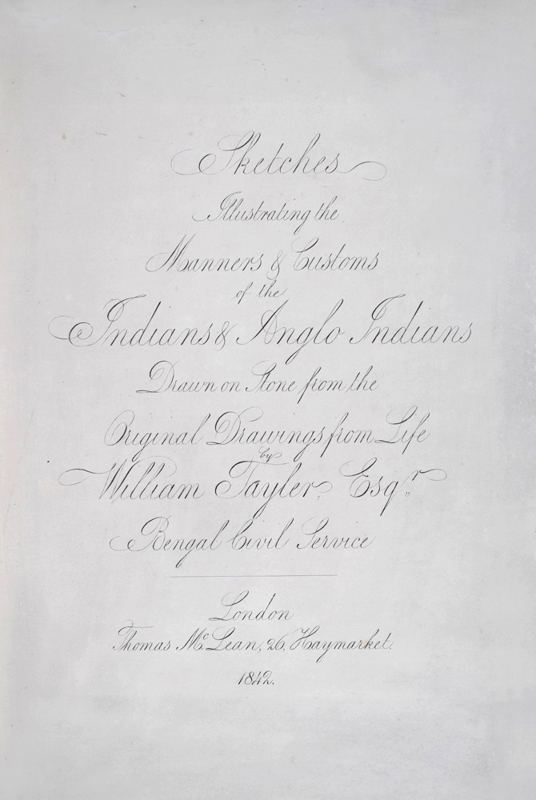 Sketches
Illustrating the
Manners & Customs
of the
Indians & Anglo Indians
Drawn on Stone from the
Original Drawings from Life
by
William Tayler, Esqr.
Bengal Civil Service
London
Thomas McLean, 26, Haymarket.
1842.